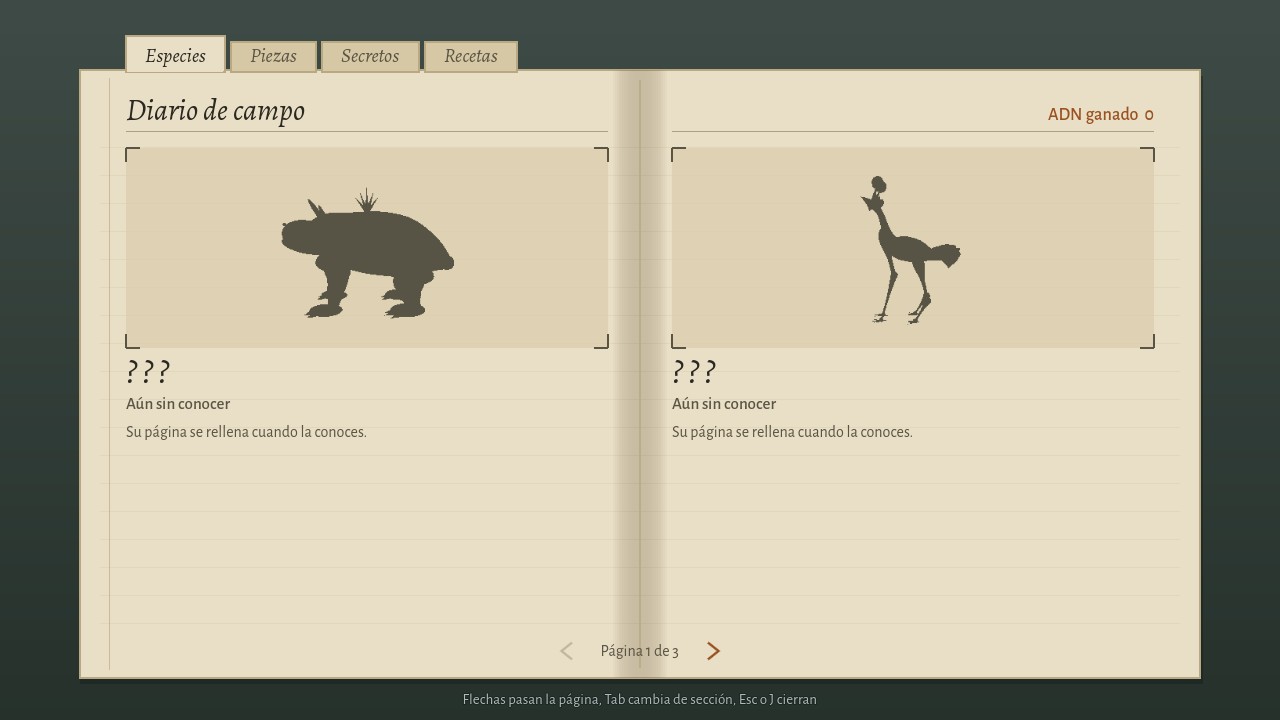 Especies
Piezas
Secretos
Recetas
Diario de campo
ADN ganado 0
???
Aún sin conocer
Su página se rellena cuando la conoces.
???
Aún sin conocer
Su página se rellena cuando la conoces.
Página 1 de 3
Flechas pasan la página, Tab cambia de sección, Esc o J cierran